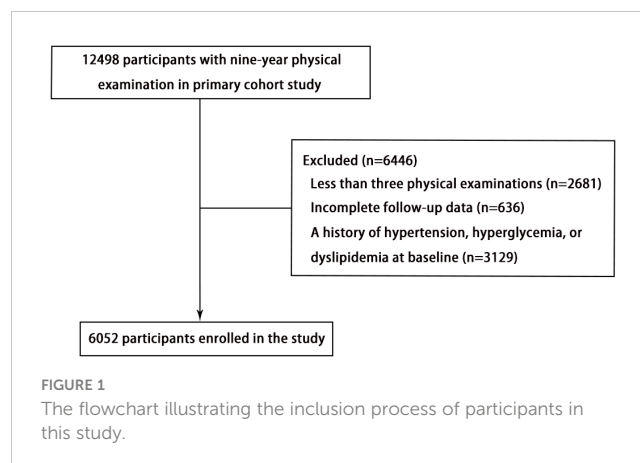 12498 participants with nine-year physical
examination in primary cohort study
Excluded (n=6446)
Less than three physical examinations (n=2681)
Incomplete follow-up data (n=636)
A history of hypertension, hyperglycemia, or
dyslipidemia at baseline (n=3129)
6052 participants enrolled in the study
FIGURE 1
The flowchart illustrating the inclusion process of participants in
this study.